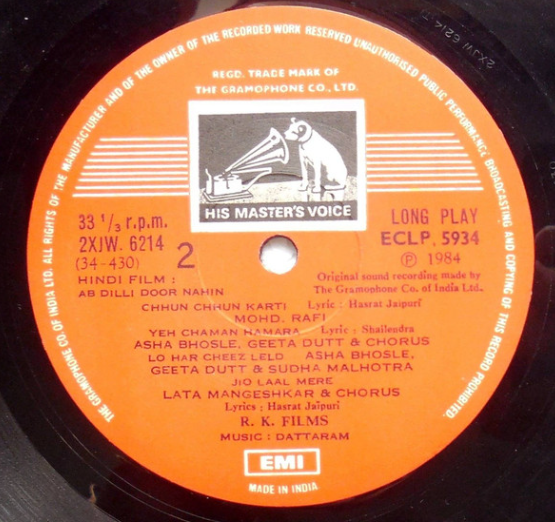 THE GRAMOPHONE CO. OF INDIA LTD. ALL RIGHTS OF THE MANUFACTURER AND OF THE OWNER OF THE RECORDED WORK RESERVED UNAUTHORISED PUBLIC PERFORMANCE BROADCASTING AND COPYING OF THIS RECORD PROHIBITED.
2XJW 6214
REGD. TRADE MARK OF
THE GRAMOPHONE CO., LTD.
HIS MASTER'S VOICE
33 1/3 r.p.m. LONG PLAY
2XJW. 6214 2 ECLP. 5934
(34-430) ℗ 1984
HINDI FILM : Original sound recording made by
AB DILLI DOOR NAHIN The Gramophone Co. of India Ltd.
CHHUN CHHUN KARTI Lyric : Hasrat Jaipuri
MOHD. RAFI
YEH CHAMAN HAMARA Lyric : Shailendra
ASHA BHOSLE, GEETA DUTT & CHORUS
LO HAR CHEEZ LELD ASHA BHOSLE,
GEETA DUTT & SUDHA MALHOTRA
JIO LAAL MERE
LATA MANGESHKAR & CHORUS
Lyrics : Hasrat Jaipuri
R. K. FILMS
MUSIC : DATTARAM
EMI
MADE IN INDIA